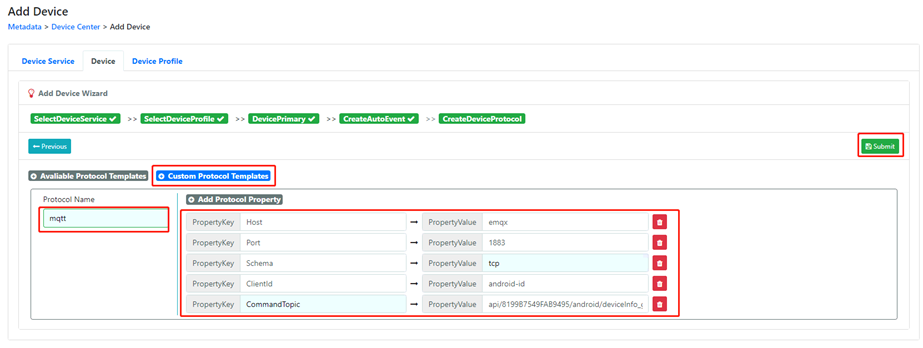 Add Device
Metadata > Device Center > Add Device
Device Service Device Device Profile
Add Device Wizard
SelectDeviceService >> SelectDeviceProfile >> DevicePrimary >> CreateAutoEvent >> CreateDeviceProtocol
Previous Submit
Avaliable Protocol Templates Custom Protocol Templates
Protocol Name Add Protocol Property
mqtt PropertyKey Host PropertyValue emqx
PropertyKey Port PropertyValue 1883
PropertyKey Schema PropertyValue tcp
PropertyKey ClientId PropertyValue android-id
PropertyKey CommandTopic PropertyValue api/819987549FAB9495/android/deviceInfo_